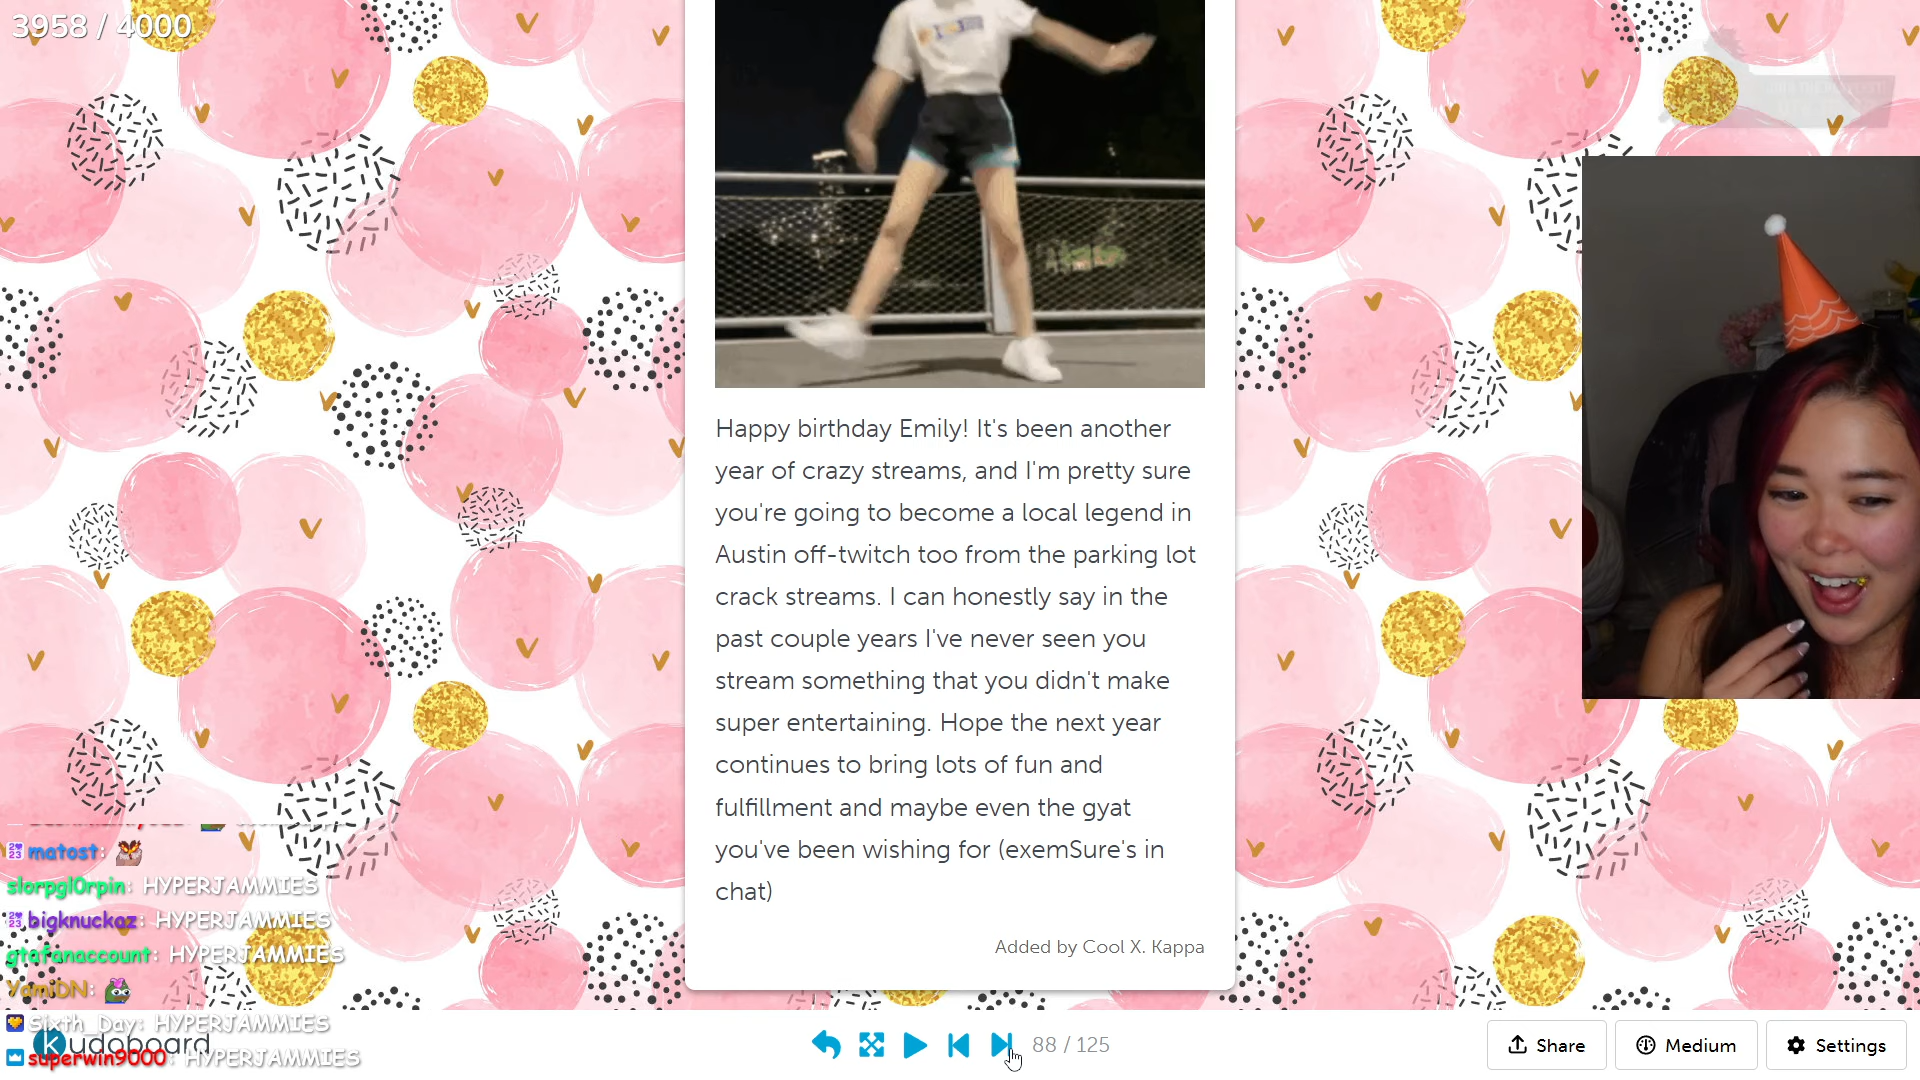 3958 / 4000
Happy birthday Emily! It's been another
year of crazy streams, and I'm pretty sure
you're going to become a local legend in
Austin off-twitch too from the parking lot
crack streams. I can honestly say in the
past couple years I've never seen you
stream something that you didn't make
super entertaining. Hope the next year
continues to bring lots of fun and
fulfillment and maybe even the gyat
you've been wishing for (exemSure's in
chat)
Added by Cool X. Kappa
matost:
slorpgl0rpin: HYPERJAMMIES
bigknuckaz: HYPERJAMMIES
gtafanaccount: HYPERJAMMIES
YamiDN:
Sixth_Day: HYPERJAMMIES
superwin9000: HYPERJAMMIES
kudoboard
88 / 125
Share
Medium
Settings